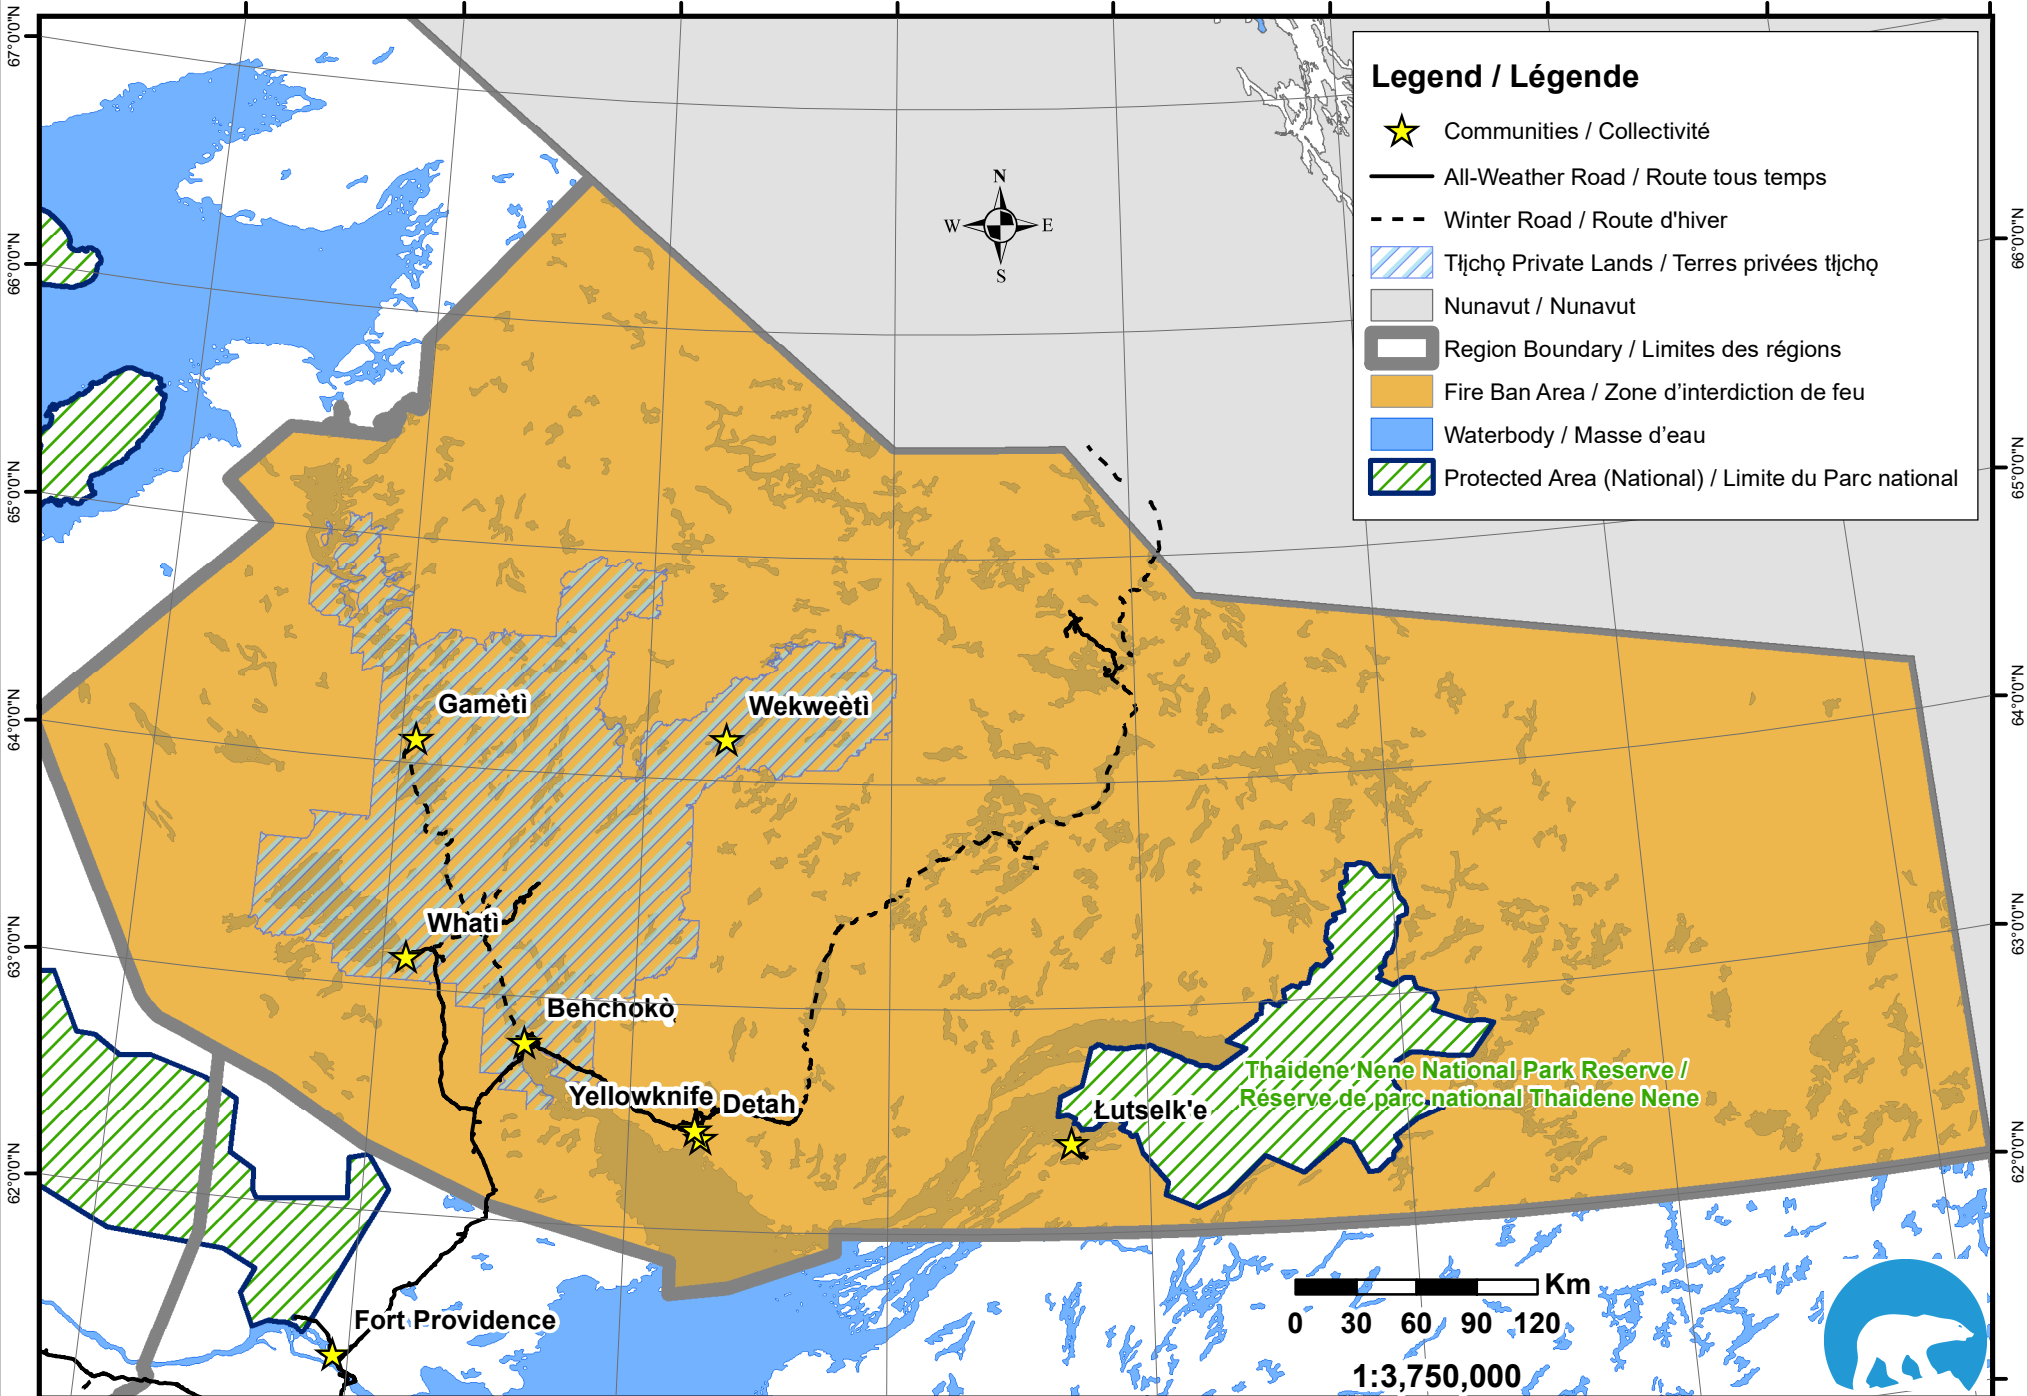 Legend / Légende
Communities / Collectivité
All-Weather Road / Route tous temps
Winter Road / Route d'hiver
Tłı̨chǫ Private Lands / Terres privées tłı̨chǫ
Nunavut / Nunavut
Region Boundary / Limites des régions
Fire Ban Area / Zone d’interdiction de feu
Waterbody / Masse d’eau
Protected Area (National) / Limite du Parc national
N
W E
S
67°0'0"N
66°0'0"N
65°0'0"N
64°0'0"N
63°0'0"N
62°0'0"N
66°0'0"N
65°0'0"N
64°0'0"N
63°0'0"N
62°0'0"N
Gamètì
Wekweètì
Whatì
Behchokǫ̀
Yellowknife
Detah
Łutselk'e
Thaidene Nene National Park Reserve /
Réserve de parc national Thaidene Nene
Fort Providence
Km
0 30 60 90 120
1:3,750,000